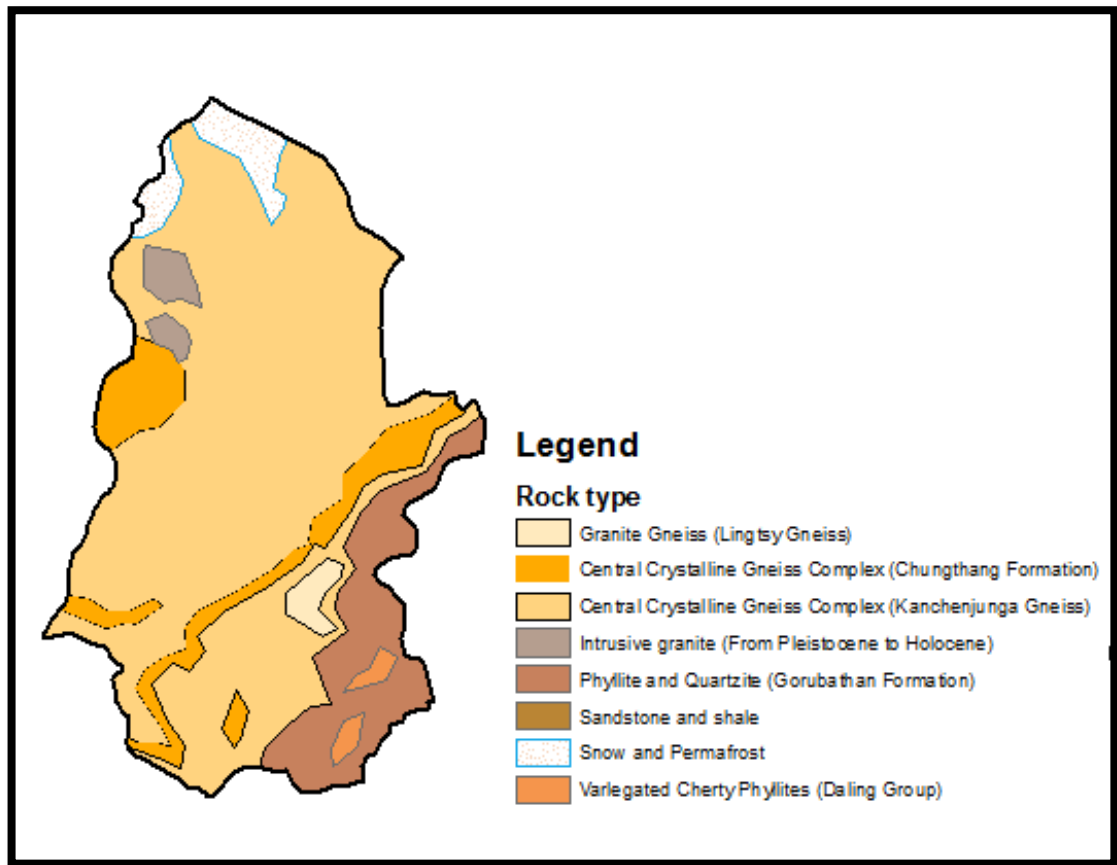 Legend
Rock type
Granite Gneiss (Lingtsy Gneiss)
Central Crystalline Gneiss Complex (Chungthang Formation)
Central Crystalline Gneiss Complex (Kanchenjunga Gneiss)
Intrusive granite (From Pleistocene to Holocene)
Phyllite and Quartzite (Gorubathan Formation)
Sandstone and shale
Snow and Permafrost
Varlegated Cherty Phyllites (Daling Group)